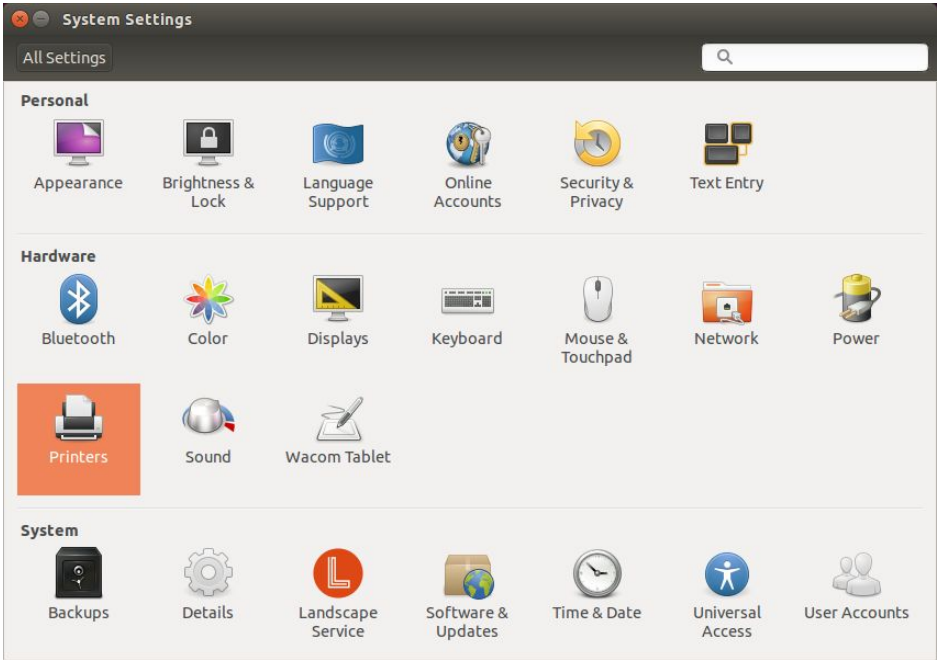 System Settings
All Settings
Personal
Appearance
Brightness &
Lock
Language
Support
Online
Accounts
Security &
Privacy
Text Entry
Hardware
Bluetooth
Color
Displays
Keyboard
Mouse &
Touchpad
Network
Power
Printers
Sound
Wacom Tablet
System
Backups
Details
Landscape
Service
Software &
Updates
Time & Date
Universal
Access
User Accounts